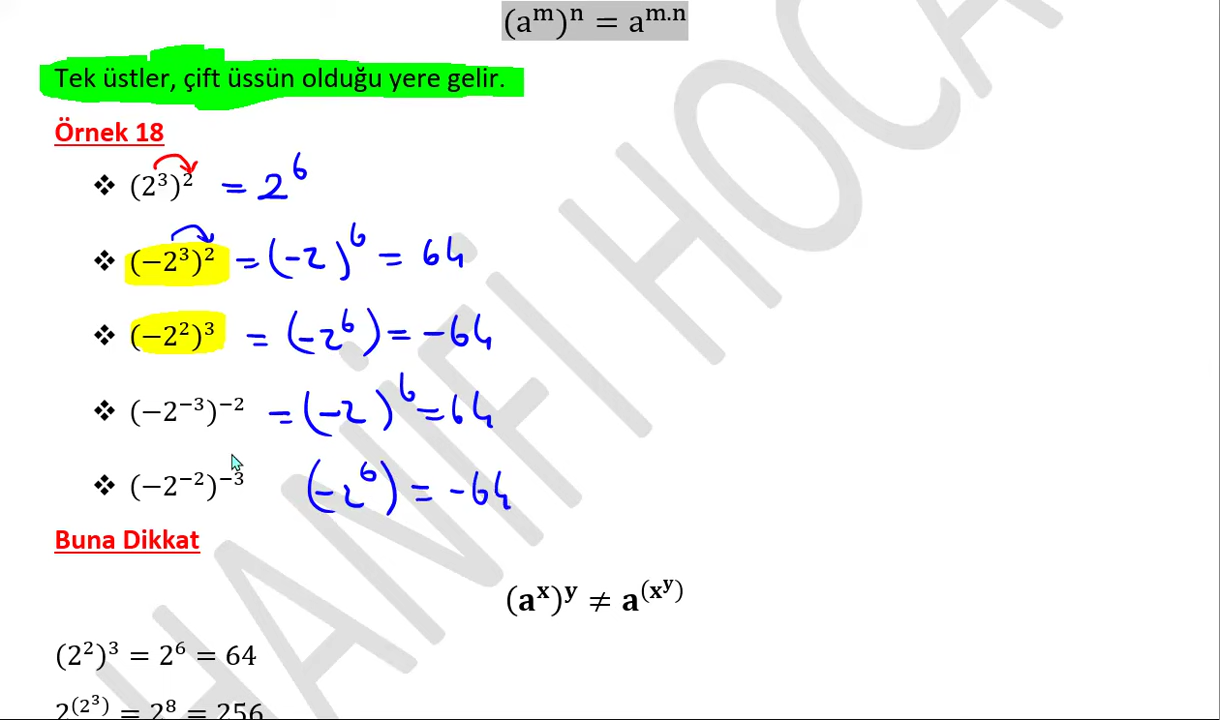 (aᵐ)ⁿ = aᵐ·ⁿ
Tek üstler, çift üssün olduğu yere gelir.
Örnek 18
❖ (2³)² = 2⁶
❖ (−2³)² = (-2)⁶ = 64
❖ (−2²)³ = (-2⁶) = -64
❖ (−2⁻³)⁻² = (-2)⁶ = 64
❖ (−2⁻²)⁻³ (-2⁶) = -64
Buna Dikkat
(aˣ)ʸ ≠ a^(xʸ)
(2²)³ = 2⁶ = 64
2^(2³) = 2⁸ = 256
HANİFİ HOCA